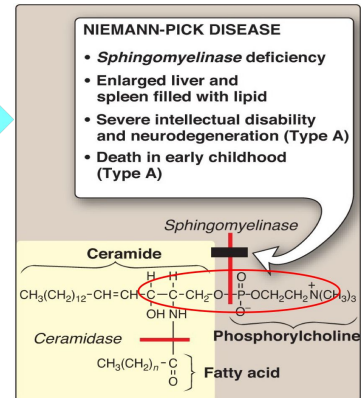 NIEMANN-PICK DISEASE
• Sphingomyelinase deficiency
• Enlarged liver and
spleen filled with lipid
• Severe intellectual disability
and neurodegeneration (Type A)
• Death in early childhood
(Type A)
Sphingomyelinase
Ceramide
H H O
CH₃(CH₂)₁₂–CH=CH–C–C–CH₂–O–P–OCH₂CH₂N⁺(CH₃)₃
OH NH O⁻
Ceramidase
Phosphorylcholine
CH₃(CH₂)ₙ–C
O
Fatty acid